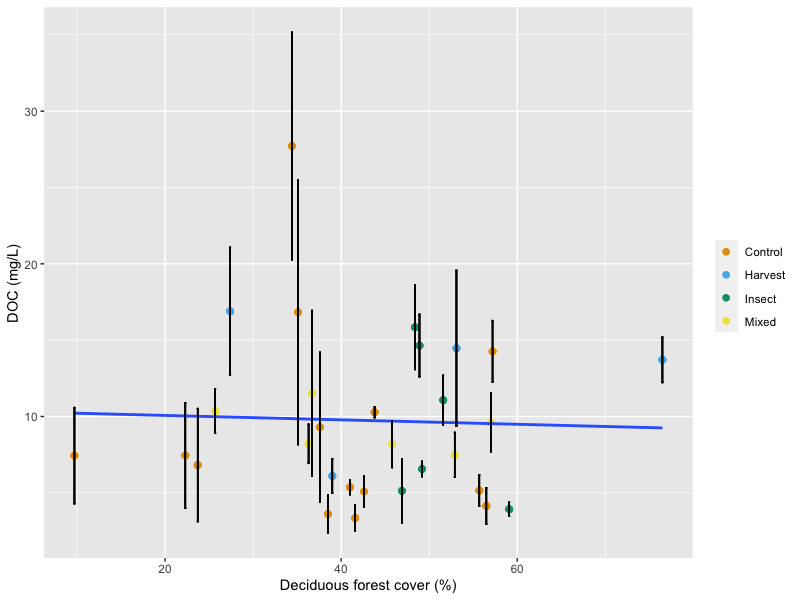 DOC (mg/L)
30
20
10
20
40
60
Deciduous forest cover (%)
Control
Harvest
Insect
Mixed